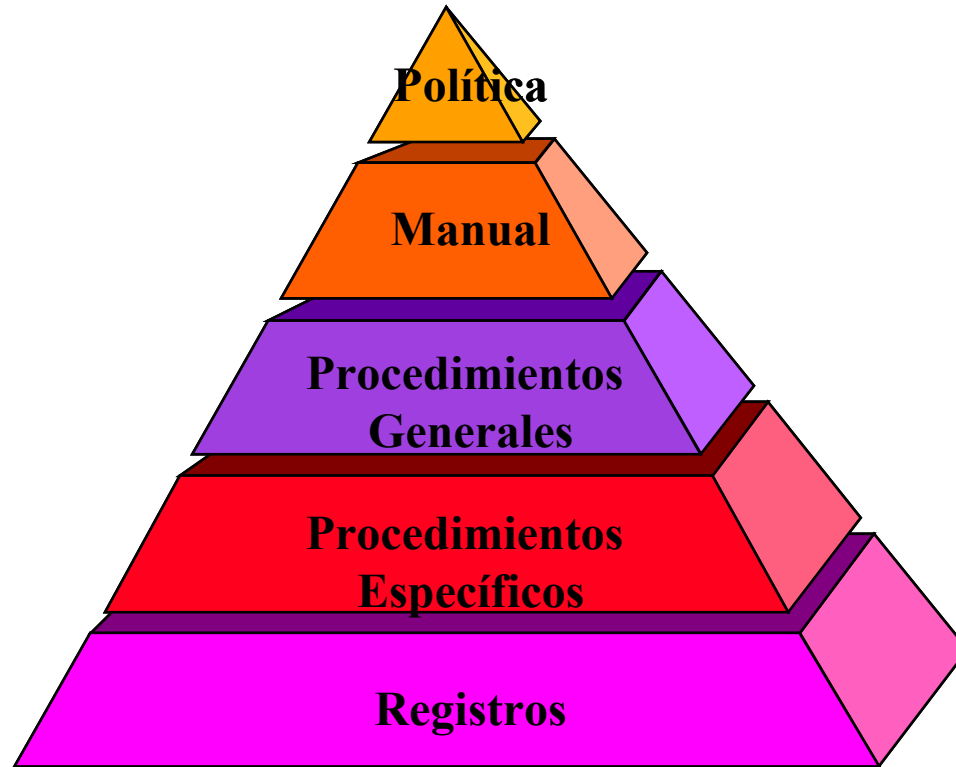 Política
Manual
Procedimientos
Generales
Procedimientos
Específicos
Registros